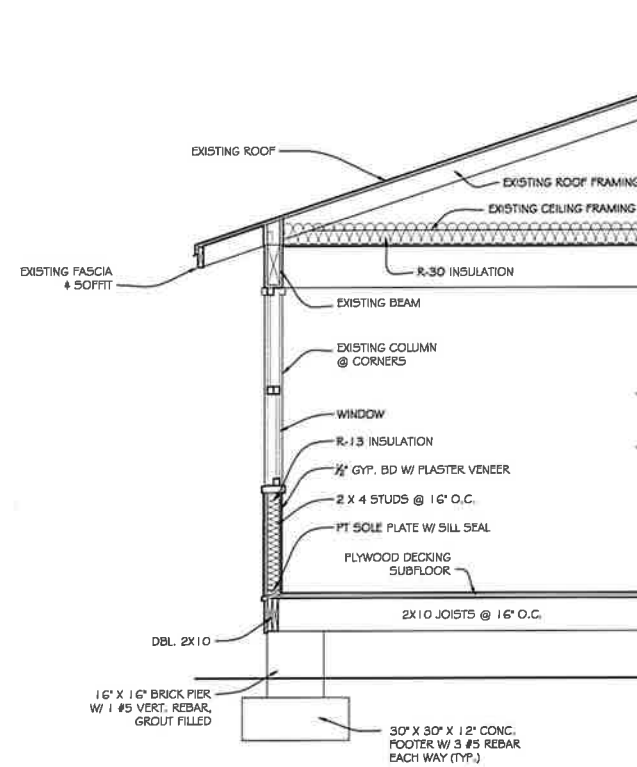 EXISTING ROOF
EXISTING ROOF FRAMING
EXISTING CEILING FRAMING
EXISTING FASCIA
& SOFFIT
R-30 INSULATION
EXISTING BEAM
EXISTING COLUMN
@ CORNERS
WINDOW
R-13 INSULATION
½" GYP. BD W/ PLASTER VENEER
2 X 4 STUDS @ 16" O.C.
PT SOLE PLATE W/ SILL SEAL
PLYWOOD DECKING
SUBFLOOR
2X10 JOISTS @ 16" O.C.
DBL. 2X10
16" X 16" BRICK PIER
W/ 1 #5 VERT. REBAR,
GROUT FILLED
30" X 30" X 12" CONC.
FOOTER W/ 3 #5 REBAR
EACH WAY (TYP.)